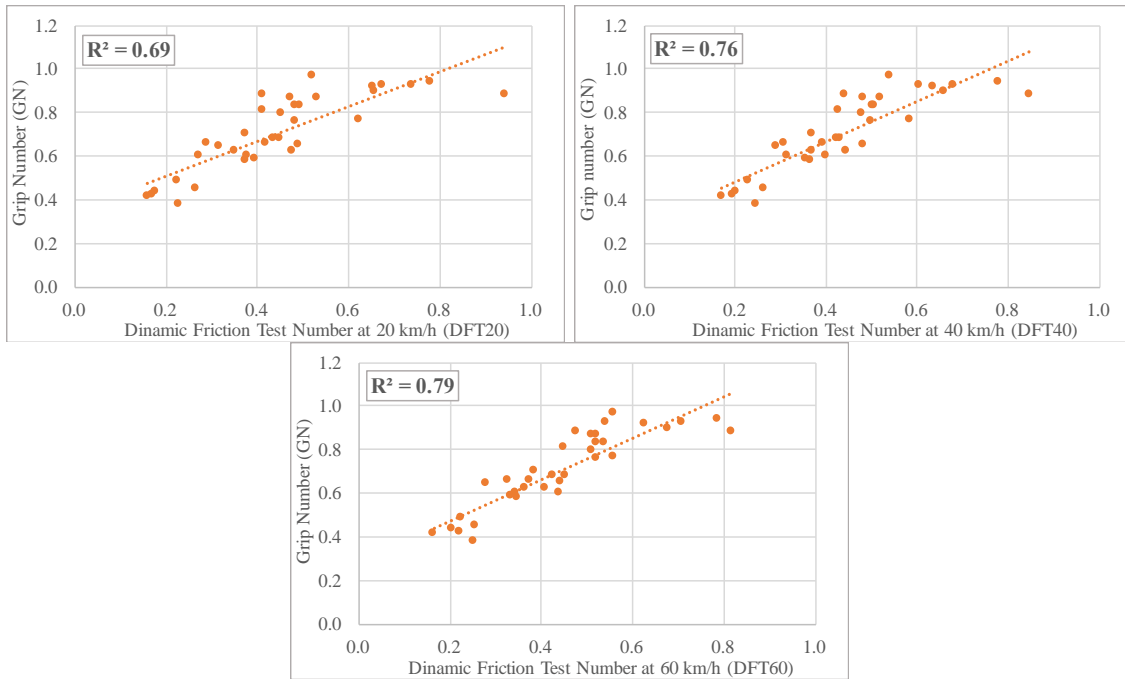 R² = 0.69
Grip Number (GN)
1.2
1.0
0.8
0.6
0.4
0.2
0.0
0.0 0.2 0.4 0.6 0.8 1.0
Dinamic Friction Test Number at 20 km/h (DFT20)
R² = 0.76
Grip number (GN)
1.2
1.0
0.8
0.6
0.4
0.2
0.0
0.0 0.2 0.4 0.6 0.8 1.0
Dinamic Friction Test Number at 40 km/h (DFT40)
R² = 0.79
Grip Number (GN)
1.2
1.0
0.8
0.6
0.4
0.2
0.0
0.0 0.2 0.4 0.6 0.8 1.0
Dinamic Friction Test Number at 60 km/h (DFT60)